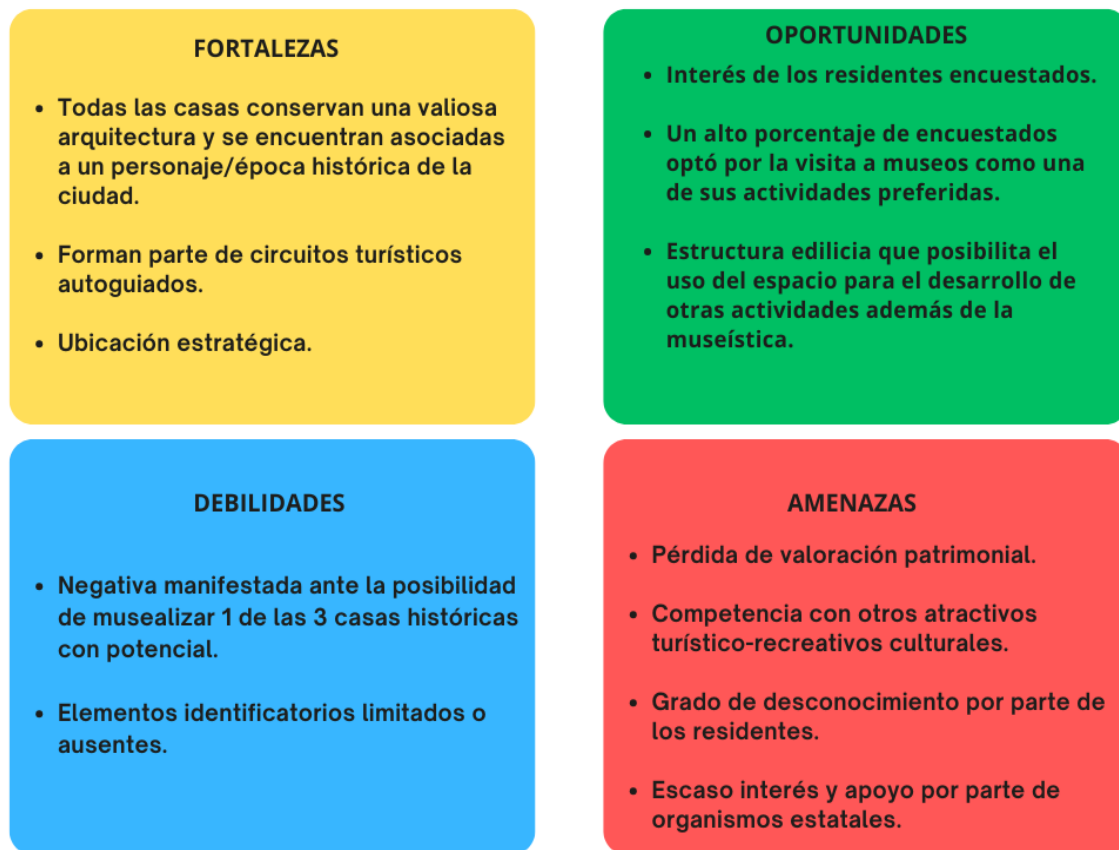 FORTALEZAS
• Todas las casas conservan una valiosa
arquitectura y se encuentran asociadas
a un personaje/época histórica de la
ciudad.
• Forman parte de circuitos turísticos
autoguiados.
• Ubicación estratégica.
OPORTUNIDADES
• Interés de los residentes encuestados.
• Un alto porcentaje de encuestados
optó por la visita a museos como una
de sus actividades preferidas.
• Estructura edilicia que posibilita el
uso del espacio para el desarrollo de
otras actividades además de la
museística.
DEBILIDADES
• Negativa manifestada ante la posibilidad
de musealizar 1 de las 3 casas históricas
con potencial.
• Elementos identificatorios limitados o
ausentes.
AMENAZAS
• Pérdida de valoración patrimonial.
• Competencia con otros atractivos
turístico-recreativos culturales.
• Grado de desconocimiento por parte de
los residentes.
• Escaso interés y apoyo por parte de
organismos estatales.